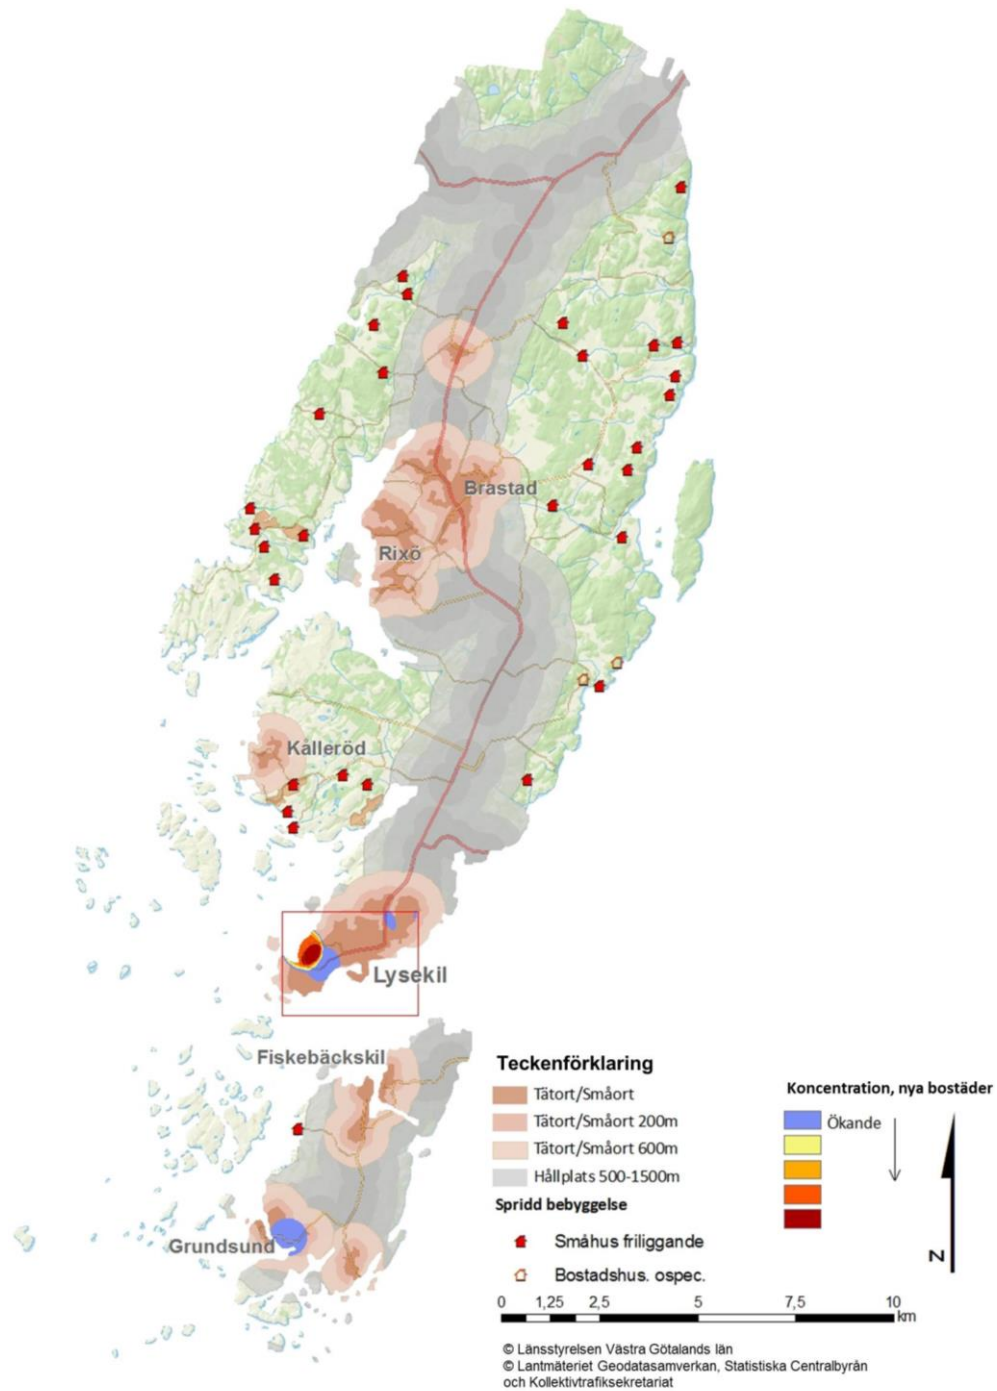 Brastad
Rixö
Kålleröd
Lysekil
Fiskebäckskil
Grundsund
Teckenförklaring
Tätort/Småort
Tätort/Småort 200m
Tätort/Småort 600m
Hållplats 500-1500m
Spridd bebyggelse
Småhus friliggande
Bostadshus. ospec.
Koncentration, nya bostäder
Ökande
N
0 1,25 2,5 5 7,5 10
km
© Länsstyrelsen Västra Götalands län
© Lantmäteriet Geodatasamverkan, Statistiska Centralbyrån
och Kollektivtrafiksekretariat